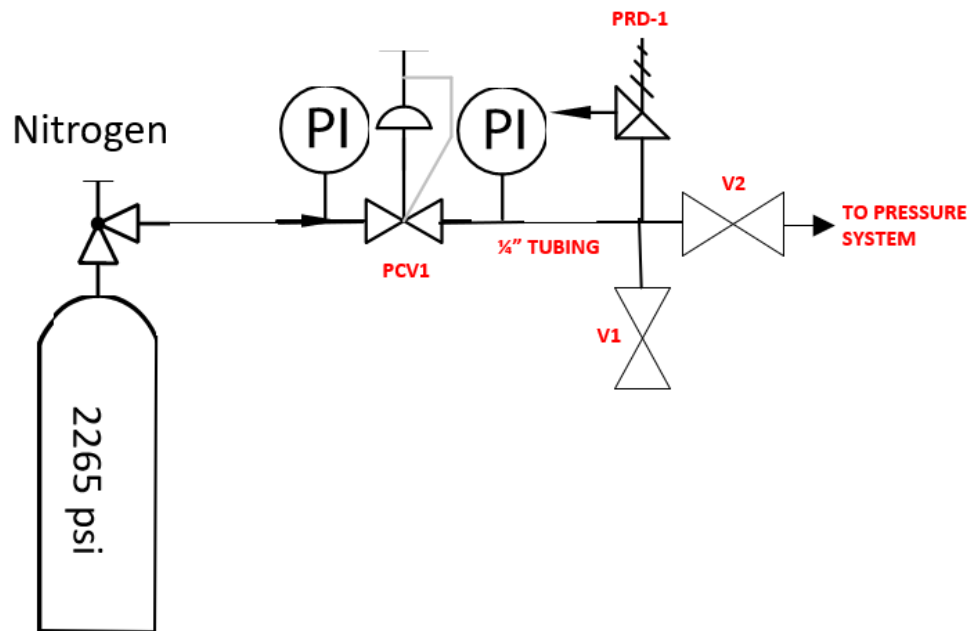 PRD-1
Nitrogen
PI
PI
V2
TO PRESSURE
SYSTEM
¼” TUBING
PCV1
V1
2265 psi